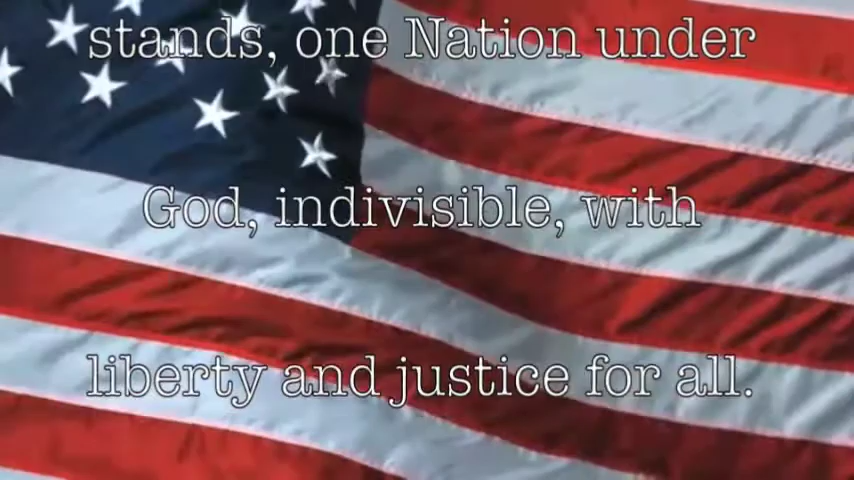 stands, one Nation under
God, indivisible, with
liberty and justice for all.